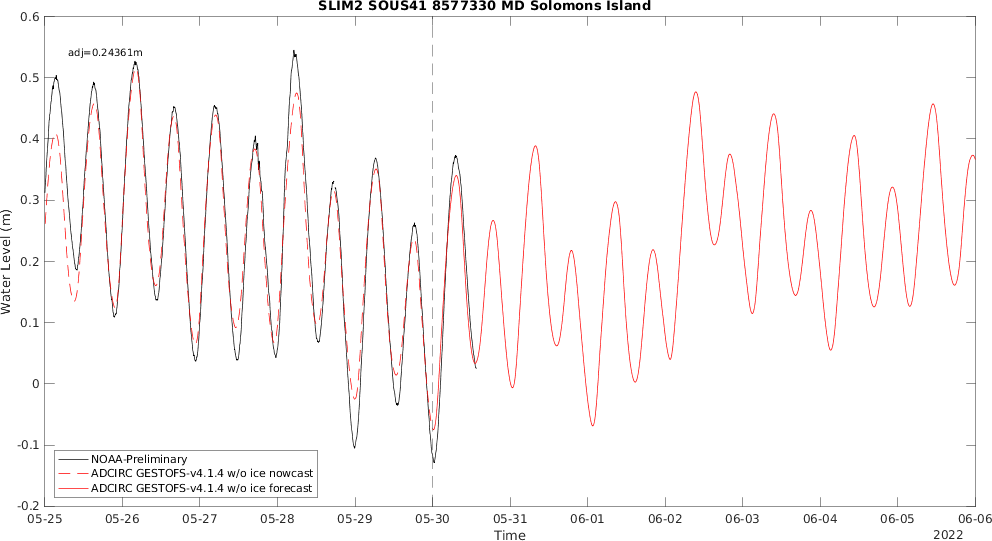 SLIM2 SOUS41 8577330 MD Solomons Island
adj=0.24361m
0.6
0.5
0.4
0.3
0.2
0.1
0
-0.1
-0.2
Water Level (m)
NOAA-Preliminary
ADCIRC GESTOFS-v4.1.4 w/o ice nowcast
ADCIRC GESTOFS-v4.1.4 w/o ice forecast
05-25 05-26 05-27 05-28 05-29 05-30 05-31 06-01 06-02 06-03 06-04 06-05 06-06
Time
2022